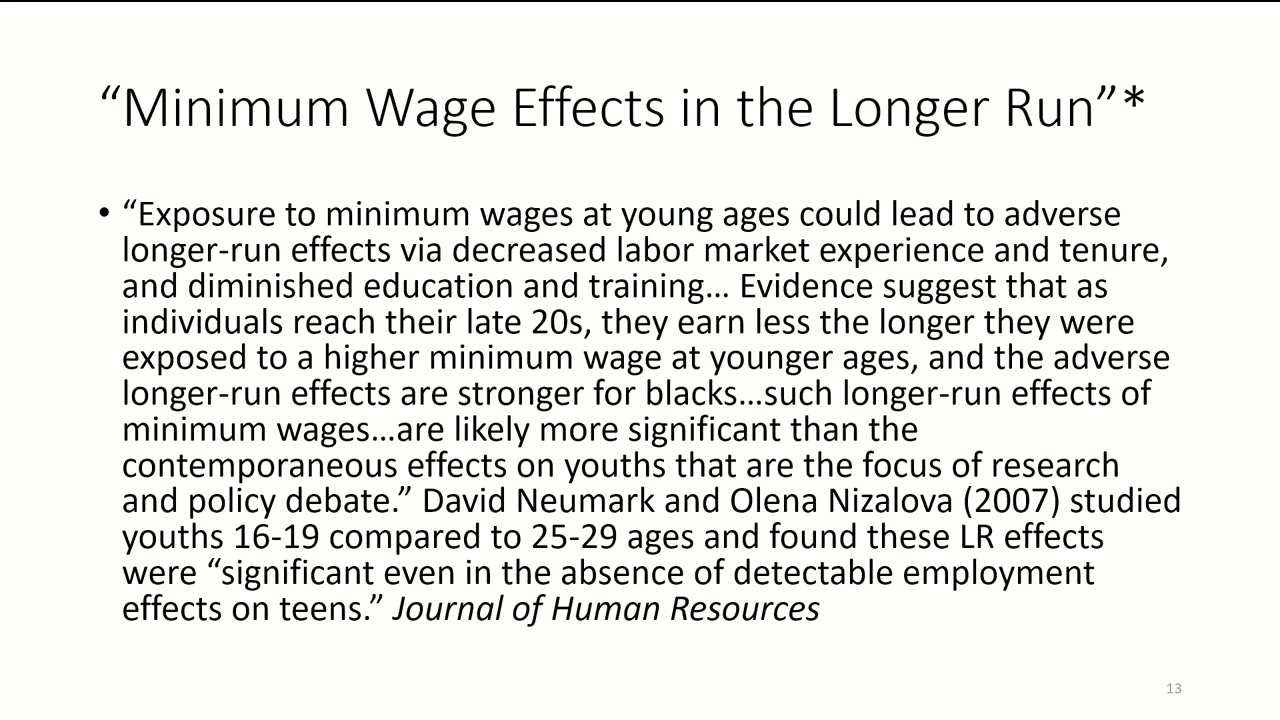 “Minimum Wage Effects in the Longer Run”*
• “Exposure to minimum wages at young ages could lead to adverse
longer-run effects via decreased labor market experience and tenure,
and diminished education and training… Evidence suggest that as
individuals reach their late 20s, they earn less the longer they were
exposed to a higher minimum wage at younger ages, and the adverse
longer-run effects are stronger for blacks…such longer-run effects of
minimum wages…are likely more significant than the
contemporaneous effects on youths that are the focus of research
and policy debate.” David Neumark and Olena Nizalova (2007) studied
youths 16-19 compared to 25-29 ages and found these LR effects
were “significant even in the absence of detectable employment
effects on teens.” Journal of Human Resources
13